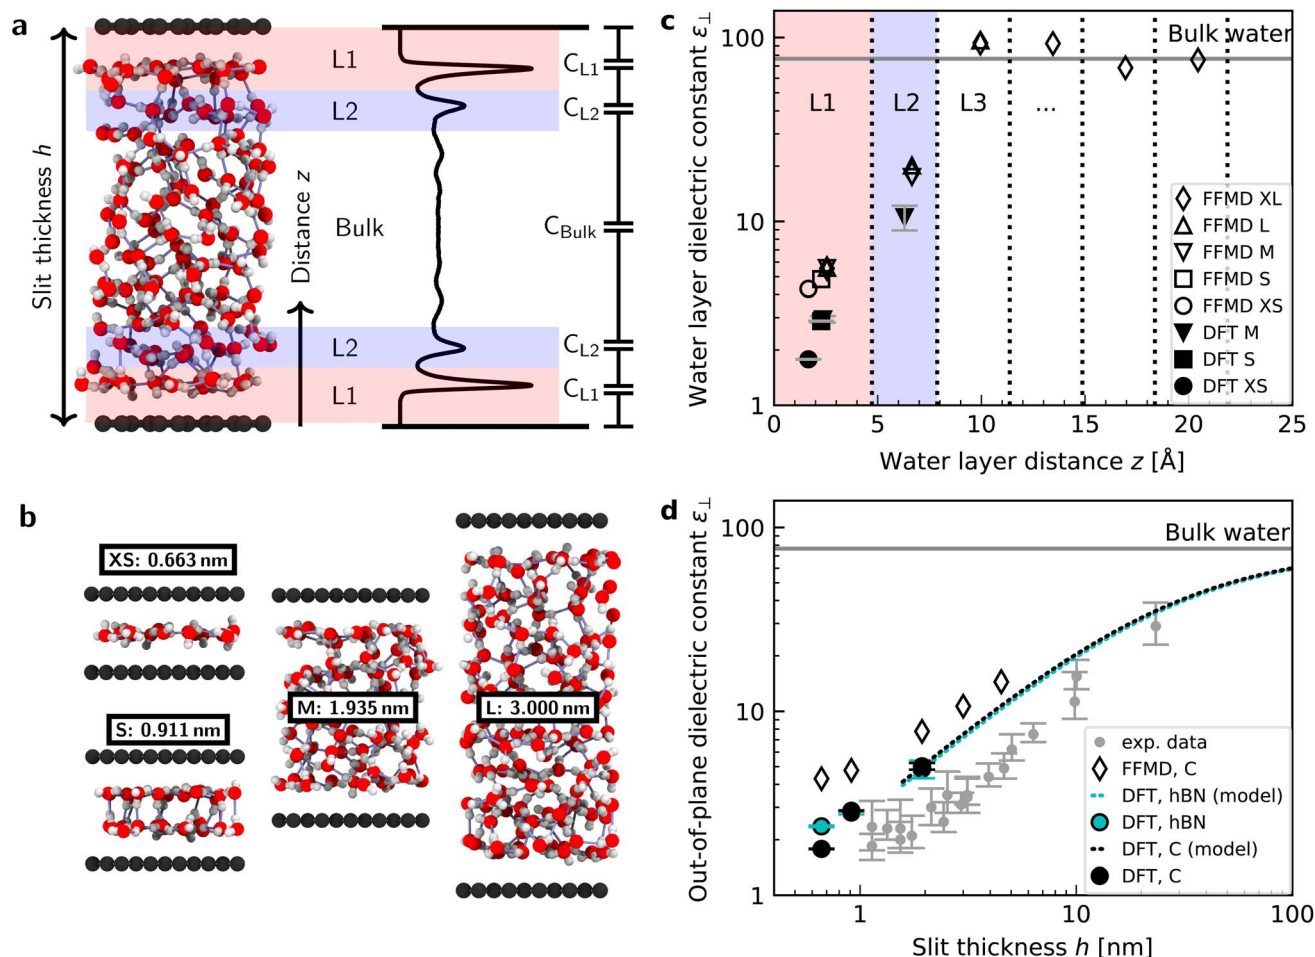 a
Slit thickness h
L1
L2
Bulk
L2
L1
Distance z
C_L1
C_L2
C_Bulk
C_L2
C_L1
b
XS: 0.663 nm
S: 0.911 nm
M: 1.935 nm
L: 3.000 nm
c
Water layer dielectric constant ε⊥
100
10
1
Bulk water
L1
L2
L3
...
FFMD XL
FFMD L
FFMD M
FFMD S
FFMD XS
DFT M
DFT S
DFT XS
0 5 10 15 20 25
Water layer distance z [Å]
d
Out-of-plane dielectric constant ε⊥
100
10
1
Bulk water
exp. data
FFMD, C
DFT, hBN (model)
DFT, hBN
DFT, C (model)
DFT, C
1 10 100
Slit thickness h [nm]